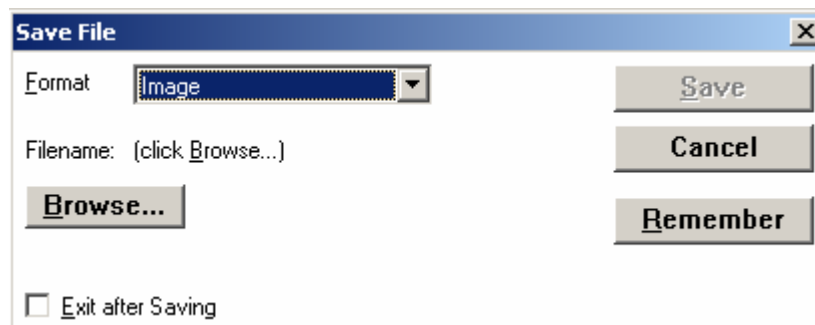 Save File
Format Image Save
Filename: (click Browse...) Cancel
Browse... Remember
Exit after Saving